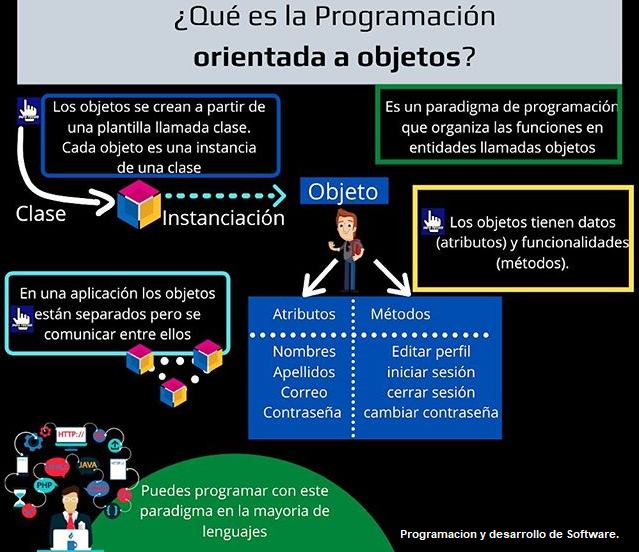 ¿Qué es la Programación
orientada a objetos?
Los objetos se crean a partir de
una plantilla llamada clase.
Cada objeto es una instancia
de una clase
Es un paradigma de programación
que organiza las funciones en
entidades llamadas objetos
Clase
Instanciación
Objeto
Los objetos tienen datos
(atributos) y funcionalidades
(métodos).
En una aplicación los objetos
están separados pero se
comunicar entre ellos
Atributos
Métodos
Nombres
Editar perfil
Apellidos
iniciar sesión
Correo
cerrar sesión
Contraseña
cambiar contraseña
HTTP://
JAVA
PHP
Puedes programar con este
paradigma en la mayoria de
lenguajes
Programacion y desarrollo de Software.